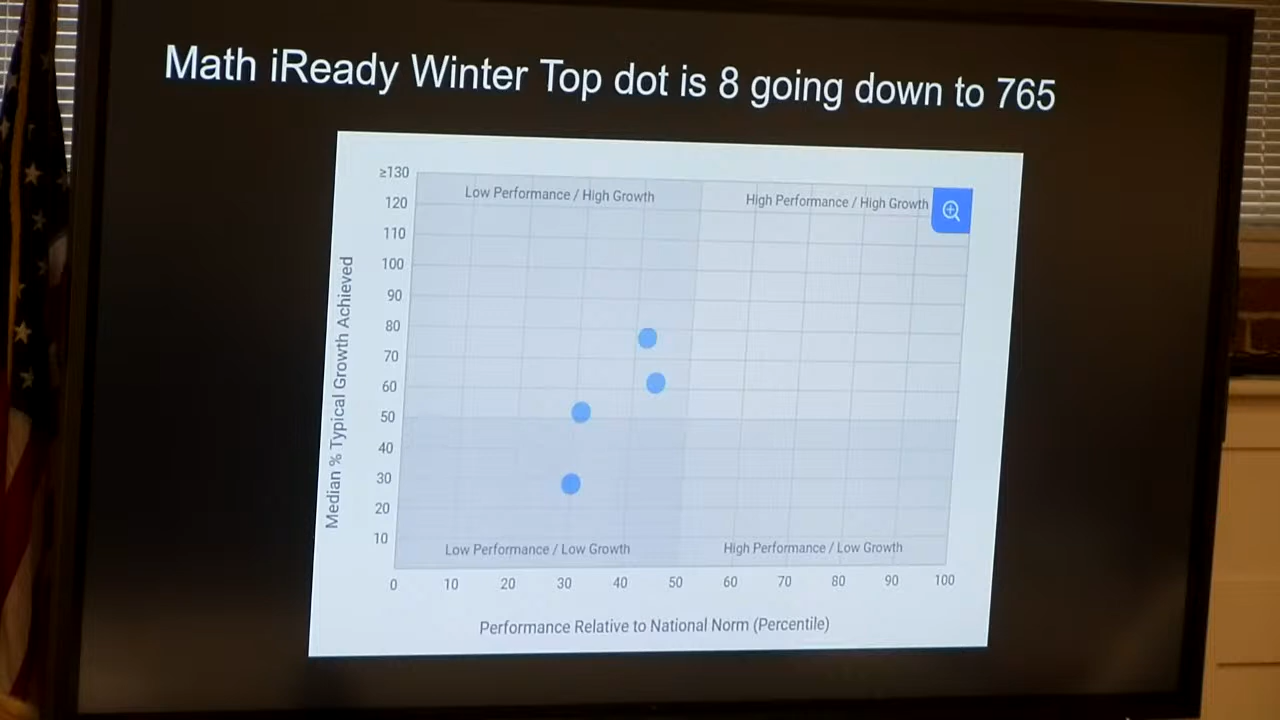 Math iReady Winter Top dot is 8 going down to 765
≥130
Low Performance / High Growth
High Performance / High Growth
120
110
100
90
80
70
60
50
40
30
20
10
Median % Typical Growth Achieved
Low Performance / Low Growth
High Performance / Low Growth
0 10 20 30 40 50 60 70 80 90 100
Performance Relative to National Norm (Percentile)